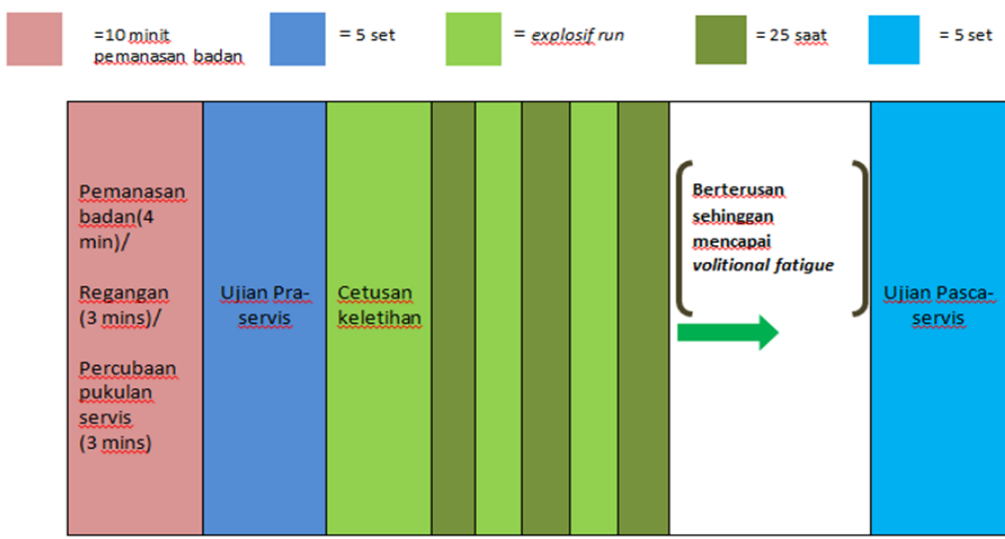 =10 minit
pemanasan badan
= 5 set
= explosif run
= 25 saat
= 5 set
Pemanasan
badan(4
min)/
Regangan
(3 mins)/
Percubaan
pukulan
servis
(3 mins)
Ujian Pra-
servis
Cetusan
keletihan
Berterusan
sehinggan
mencapai
volitional fatigue
Ujian Pasca-
servis